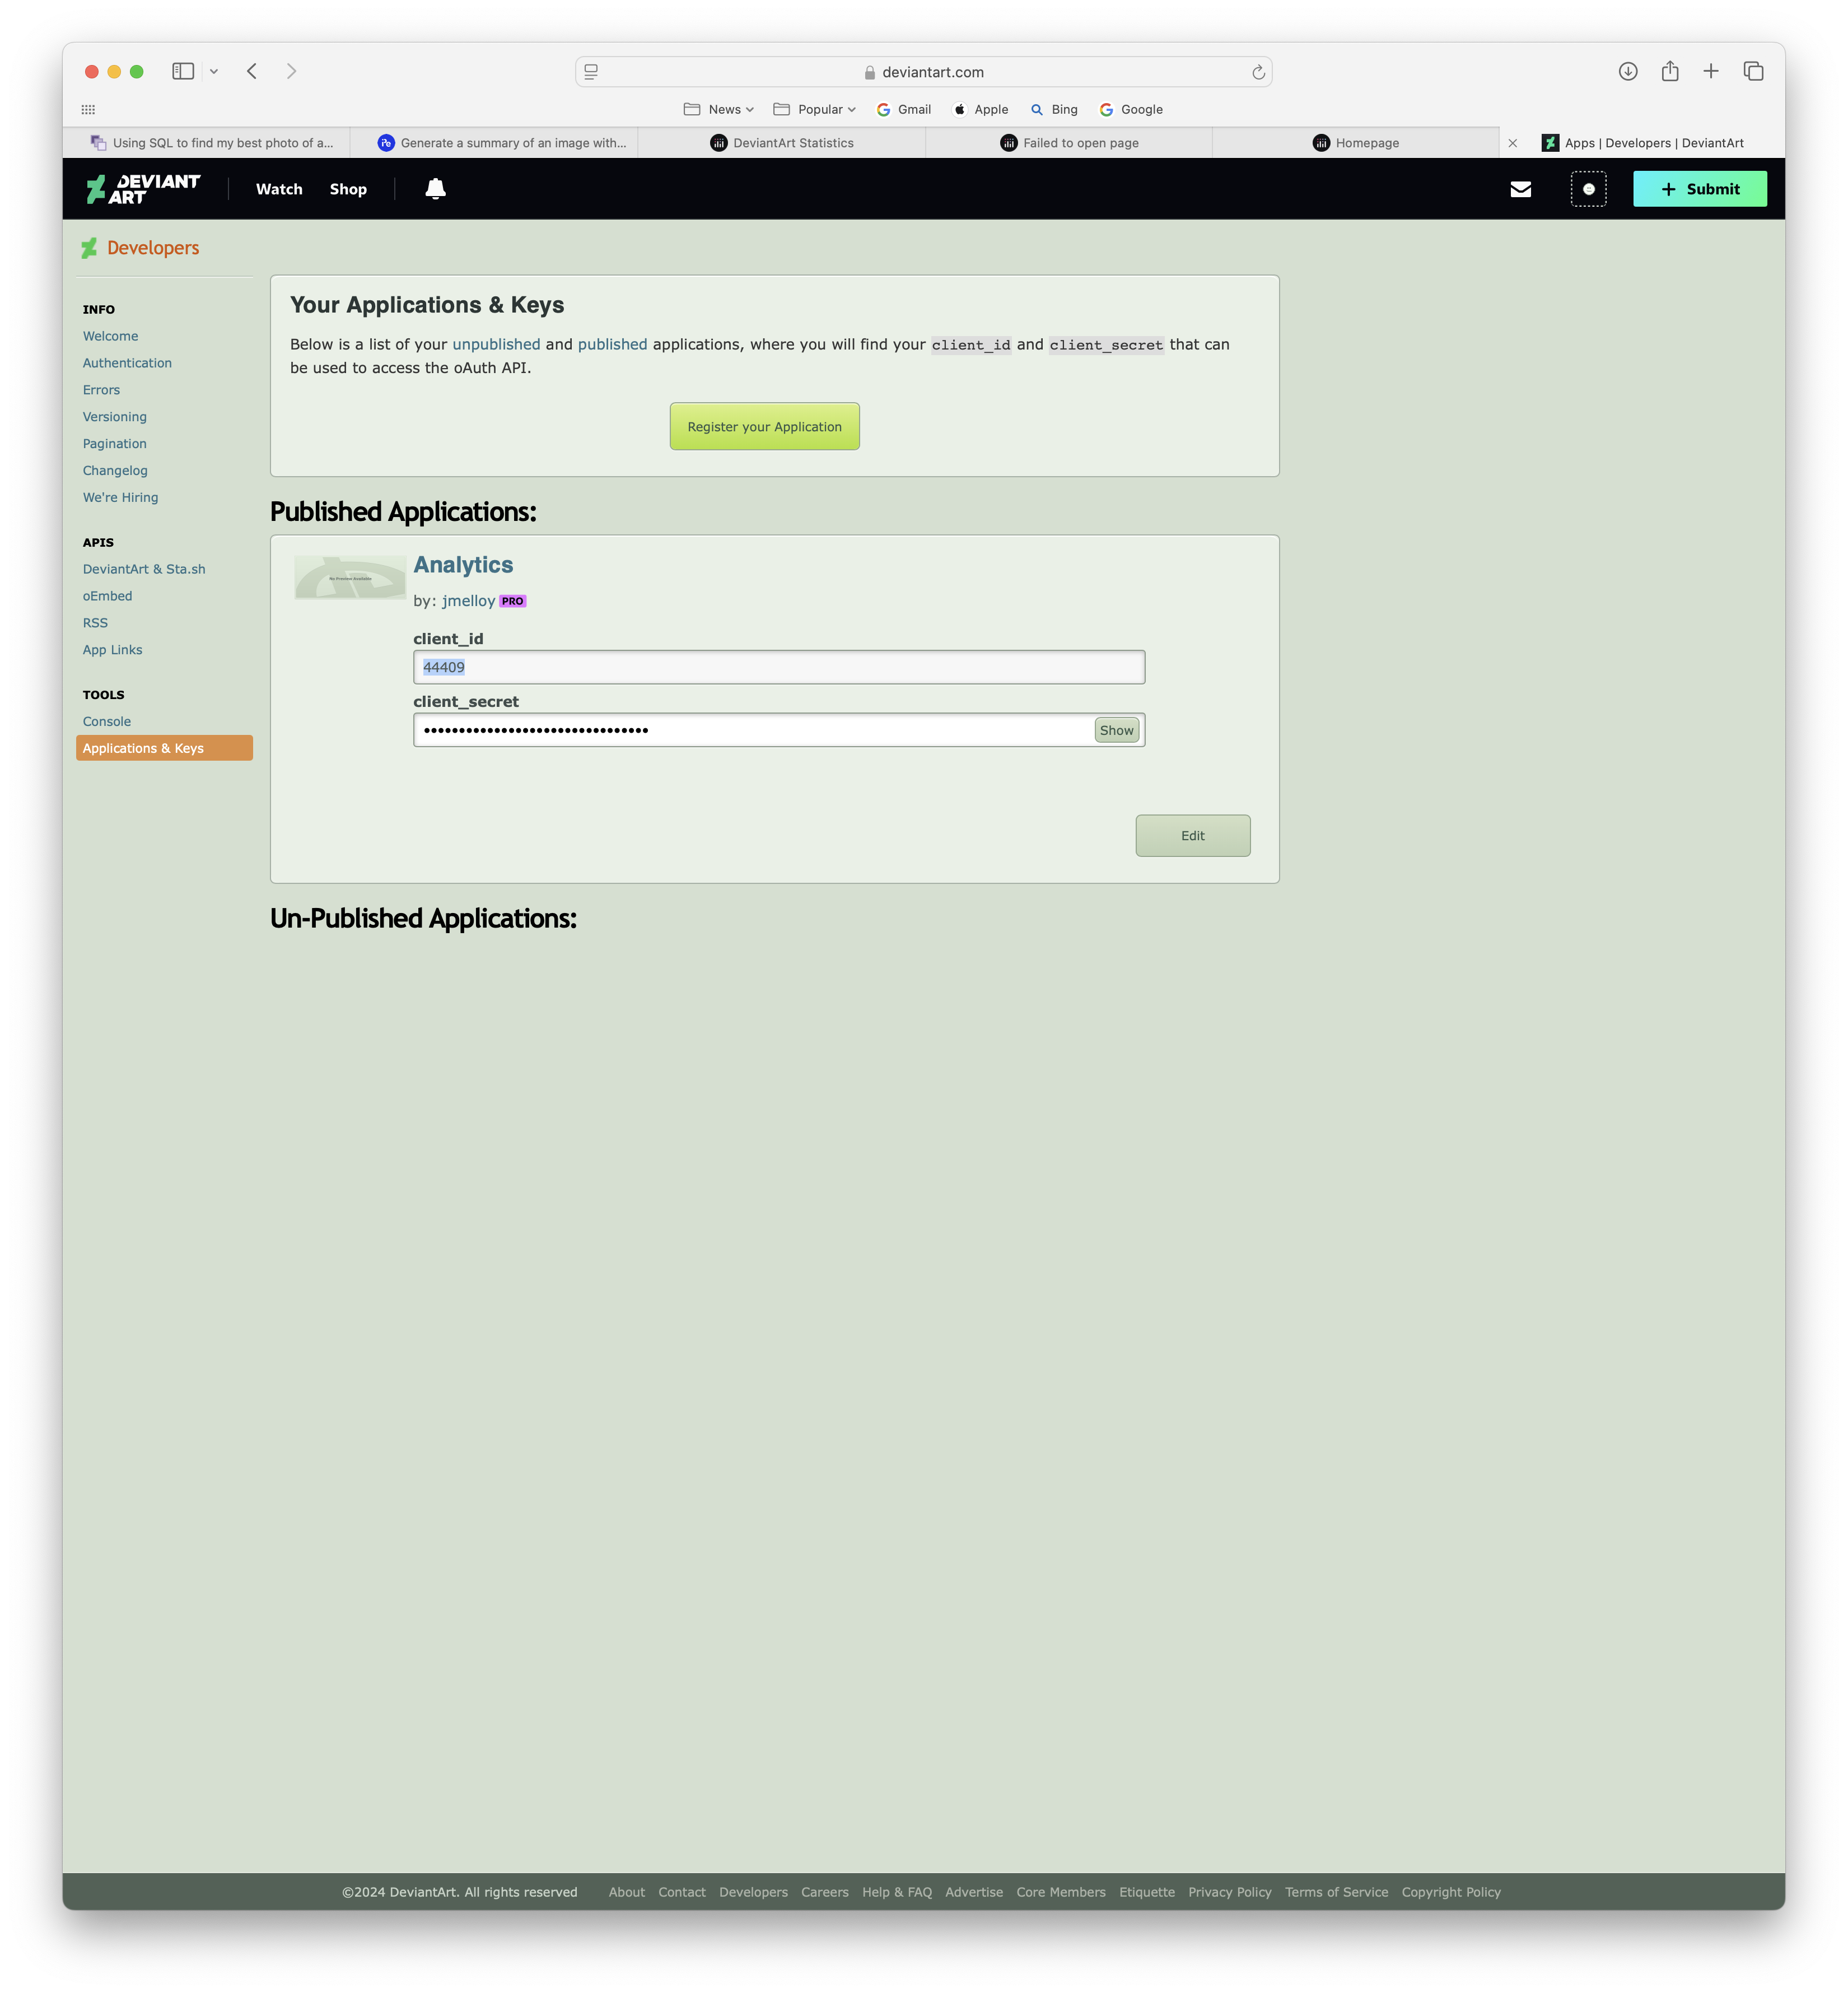 deviantart.com
News
Popular
Gmail
Apple
Bing
Google
Using SQL to find my best photo of a...
Generate a summary of an image with...
DeviantArt Statistics
Failed to open page
Homepage
Apps | Developers | DeviantArt
DEVIANT
ART
Watch
Shop
+ Submit
Developers
INFO
Welcome
Authentication
Errors
Versioning
Pagination
Changelog
We're Hiring
APIS
DeviantArt & Sta.sh
oEmbed
RSS
App Links
TOOLS
Console
Applications & Keys
Your Applications & Keys
Below is a list of your unpublished and published applications, where you will find your client_id and client_secret that can
be used to access the oAuth API.
Register your Application
Published Applications:
No Preview Available
Analytics
by: jmelloy PRO
client_id
44409
client_secret
••••••••••••••••••••••••••••••••
Show
Edit
Un-Published Applications:
©2024 DeviantArt. All rights reserved
About
Contact
Developers
Careers
Help & FAQ
Advertise
Core Members
Etiquette
Privacy Policy
Terms of Service
Copyright Policy